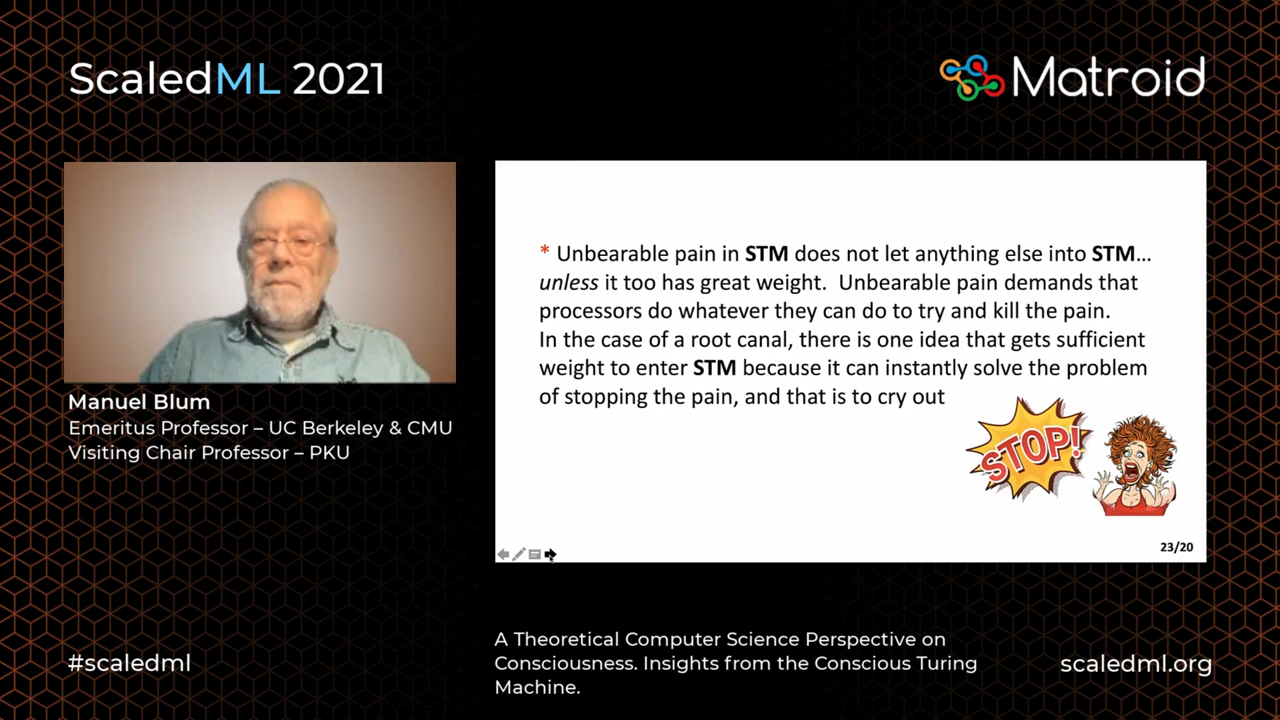 ScaledML 2021
Matroid
Manuel Blum
Emeritus Professor – UC Berkeley & CMU
Visiting Chair Professor – PKU
* Unbearable pain in STM does not let anything else into STM…
unless it too has great weight.  Unbearable pain demands that
processors do whatever they can do to try and kill the pain.
In the case of a root canal, there is one idea that gets sufficient
weight to enter STM because it can instantly solve the problem
of stopping the pain, and that is to cry out
STOP!
23/20
#scaledml
A Theoretical Computer Science Perspective on
Consciousness. Insights from the Conscious Turing
Machine.
scaledml.org